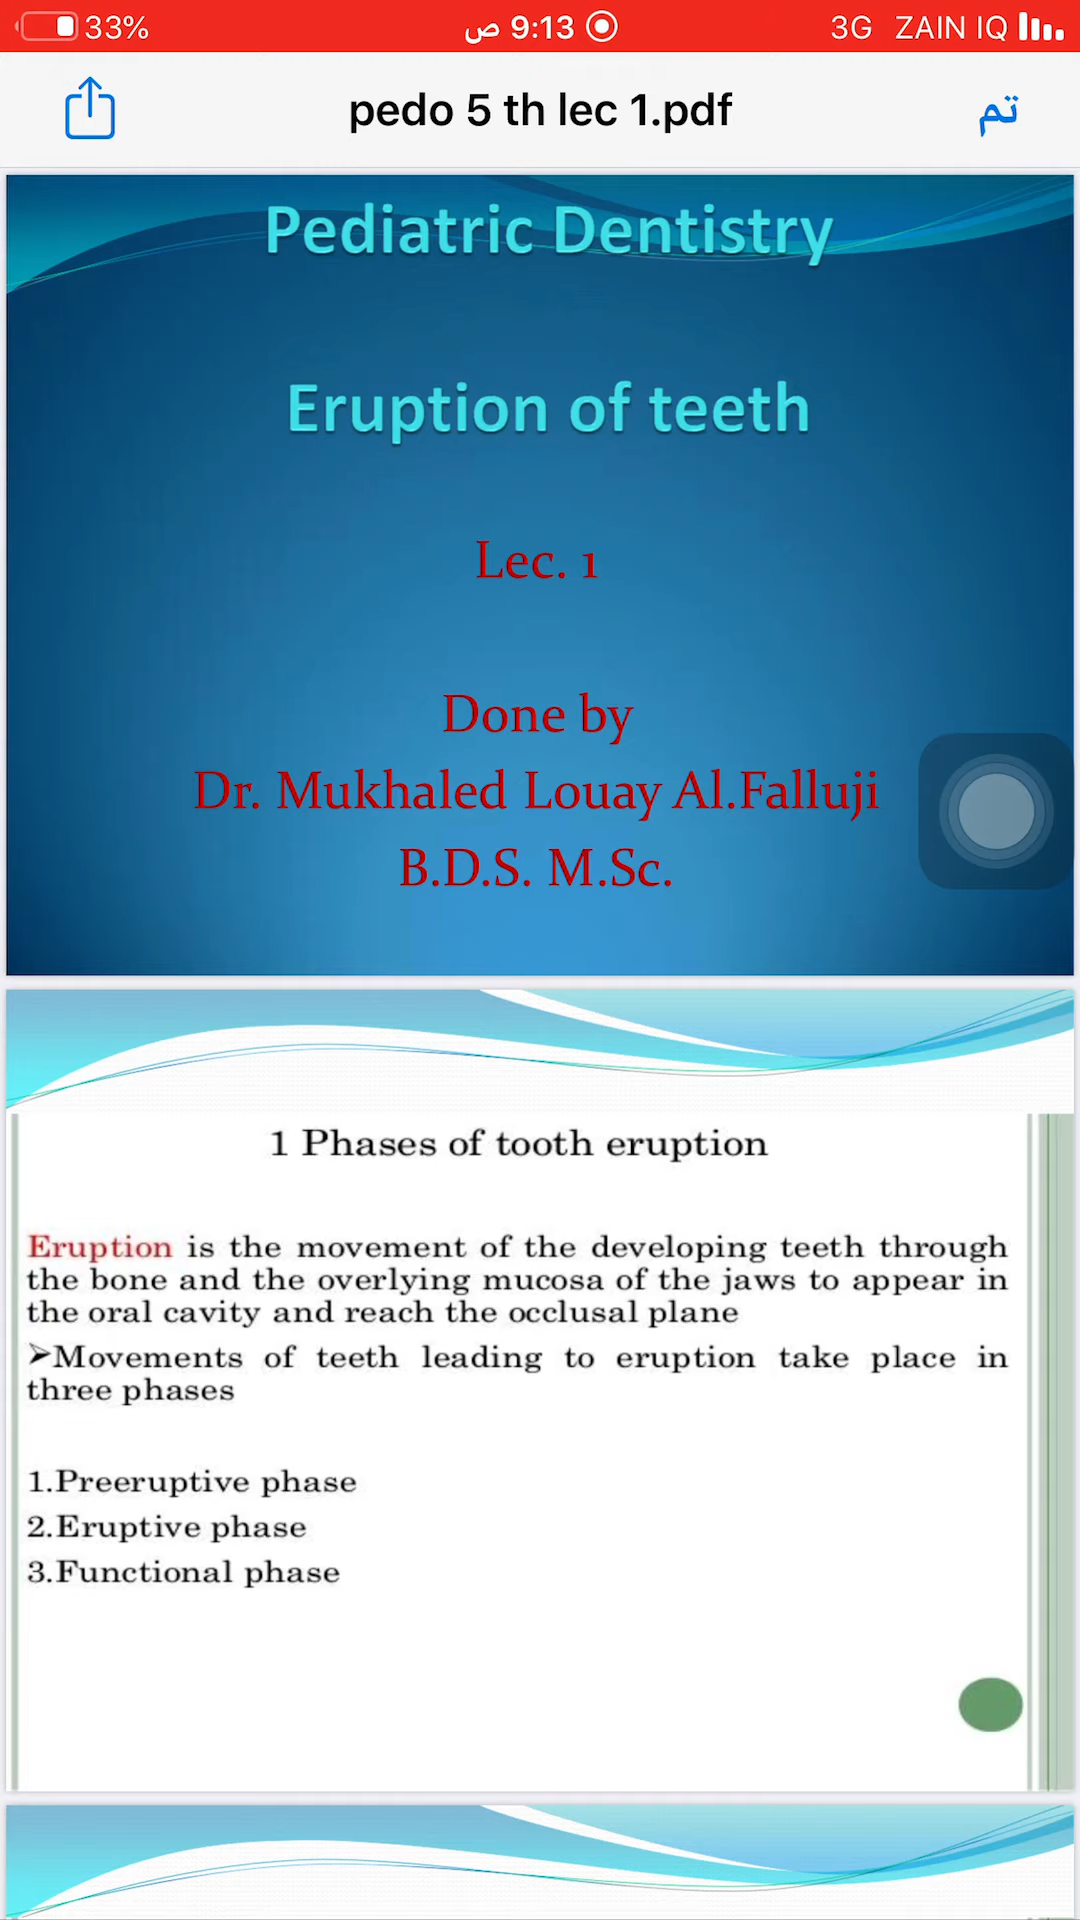 33%
9:13 ص
3G ZAIN IQ
pedo 5 th lec 1.pdf
تم
Pediatric Dentistry
Eruption of teeth
Lec. 1
Done by
Dr. Mukhaled Louay Al.Falluji
B.D.S. M.Sc.
1 Phases of tooth eruption
Eruption is the movement of the developing teeth through
the bone and the overlying mucosa of the jaws to appear in
the oral cavity and reach the occlusal plane
➢Movements of teeth leading to eruption take place in
three phases
1.Preeruptive phase
2.Eruptive phase
3.Functional phase